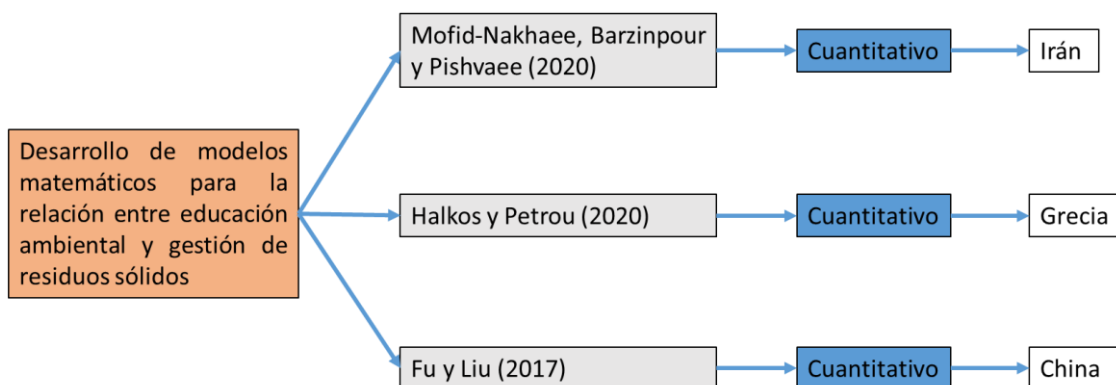 Desarrollo de modelos
matemáticos para la
relación entre educación
ambiental y gestión de
residuos sólidos
Mofid-Nakhaee, Barzinpour
y Pishvaee (2020)
Cuantitativo
Irán
Halkos y Petrou (2020)
Cuantitativo
Grecia
Fu y Liu (2017)
Cuantitativo
China